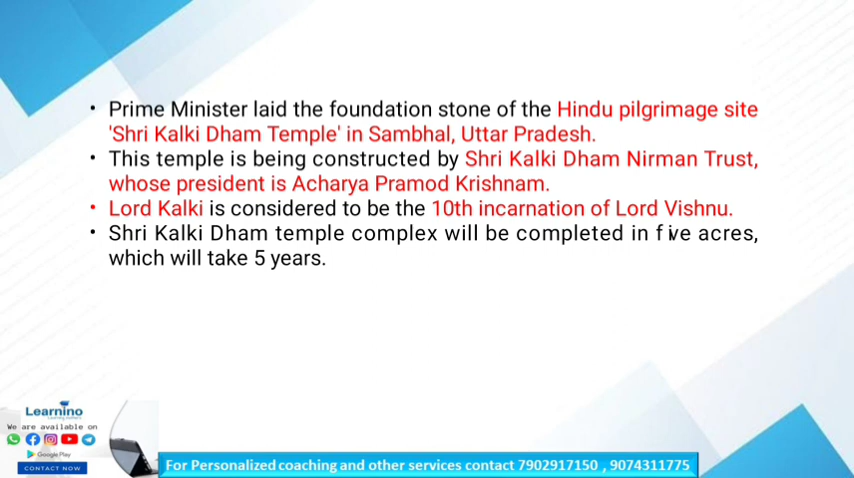 • Prime Minister laid the foundation stone of the Hindu pilgrimage site
'Shri Kalki Dham Temple' in Sambhal, Uttar Pradesh.
• This temple is being constructed by Shri Kalki Dham Nirman Trust,
whose president is Acharya Pramod Krishnam.
• Lord Kalki is considered to be the 10th incarnation of Lord Vishnu.
• Shri Kalki Dham temple complex will be completed in five acres,
which will take 5 years.
Learnino
We are available on
Google Play
CONTACT NOW
For Personalized coaching and other services contact 7902917150 , 9074311775